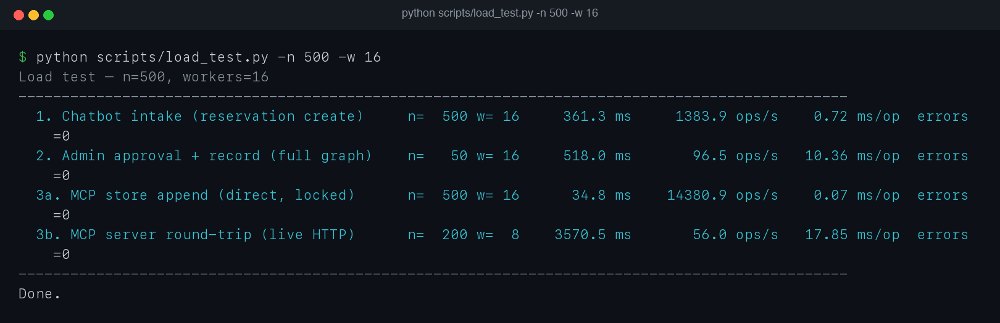 python scripts/load_test.py -n 500 -w 16
$ python scripts/load_test.py -n 500 -w 16
Load test — n=500, workers=16
────────────────────────────────────────────────────────────────────────────────────────────────
1. Chatbot intake (reservation create)     n=  500 w= 16     361.3 ms     1383.9 ops/s    0.72 ms/op  errors
=0
2. Admin approval + record (full graph)    n=   50 w= 16     518.0 ms       96.5 ops/s   10.36 ms/op  errors
=0
3a. MCP store append (direct, locked)      n=  500 w= 16      34.8 ms    14380.9 ops/s    0.07 ms/op  errors
=0
3b. MCP server round-trip (live HTTP)      n=  200 w=  8    3570.5 ms       56.0 ops/s   17.85 ms/op  errors
=0
────────────────────────────────────────────────────────────────────────────────────────────────
Done.